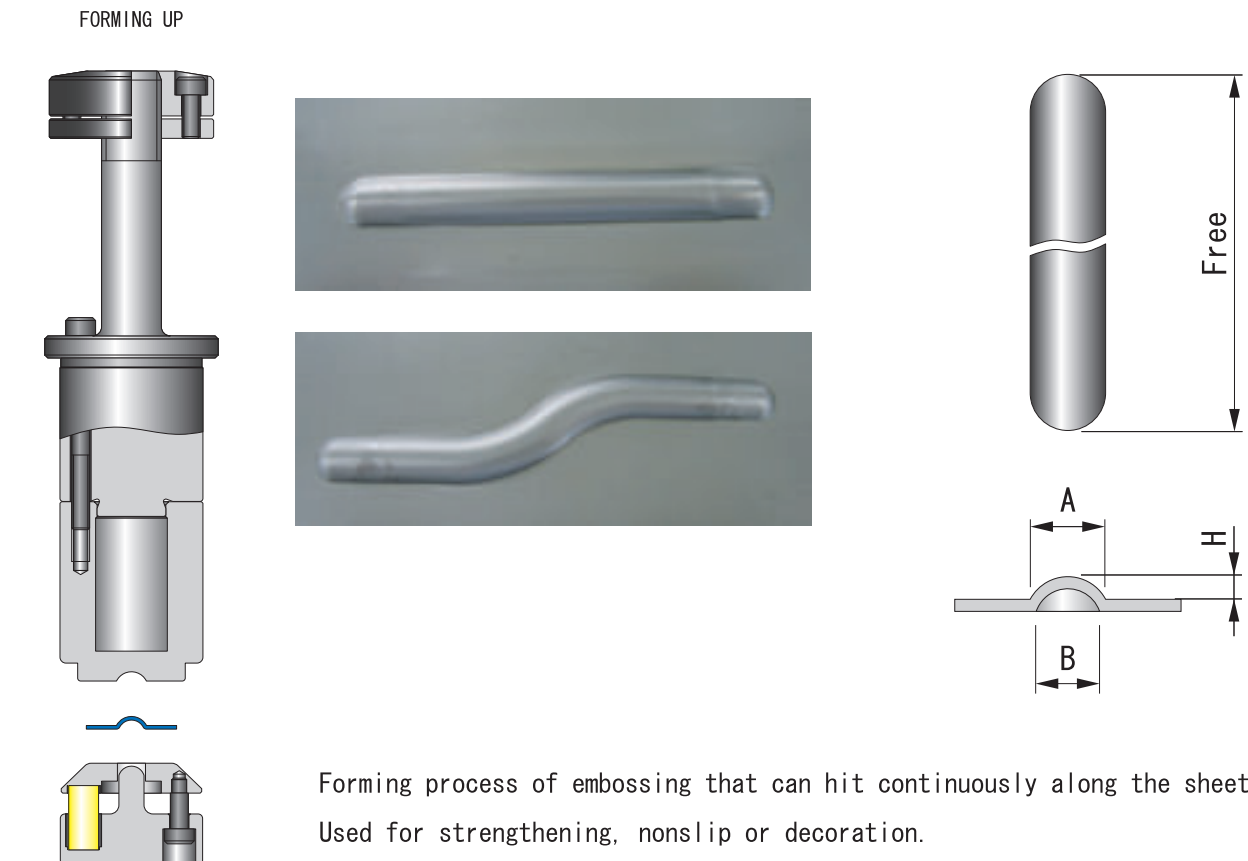 FORMING UP
Free
A
H
B
Forming process of embossing that can hit continuously along the sheet
Used for strengthening, nonslip or decoration.